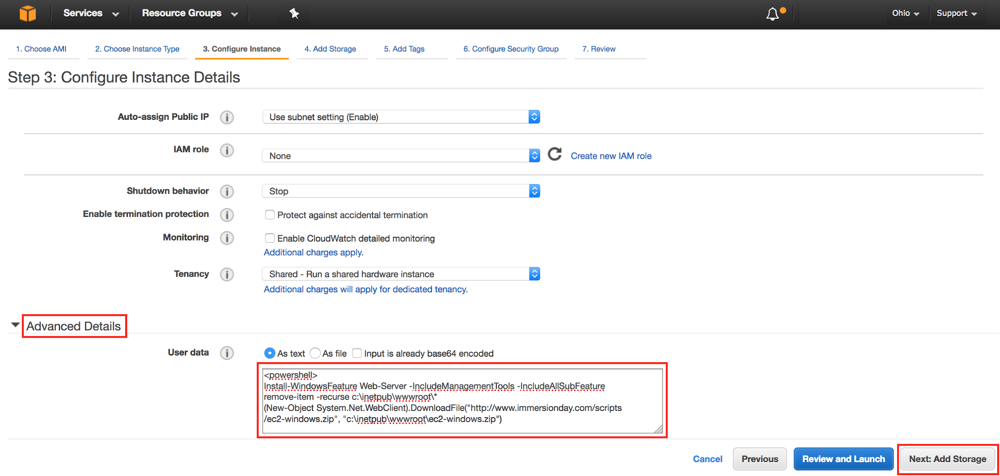 Services
Resource Groups
Ohio
Support
1. Choose AMI
2. Choose Instance Type
3. Configure Instance
4. Add Storage
5. Add Tags
6. Configure Security Group
7. Review
Step 3: Configure Instance Details
Auto-assign Public IP
Use subnet setting (Enable)
IAM role
None
Create new IAM role
Shutdown behavior
Stop
Enable termination protection
Protect against accidental termination
Monitoring
Enable CloudWatch detailed monitoring
Additional charges apply.
Tenancy
Shared - Run a shared hardware instance
Additional charges will apply for dedicated tenancy.
Advanced Details
User data
As text As file Input is already base64 encoded
<powershell>
Install-WindowsFeature Web-Server -IncludeManagementTools -IncludeAllSubFeature
remove-item -recurse c:\inetpub\wwwroot\*
(New-Object System.Net.WebClient).DownloadFile("http://www.immersionday.com/scripts
/ec2-windows.zip", "c:\inetpub\wwwroot\ec2-windows.zip")
Cancel
Previous
Review and Launch
Next: Add Storage